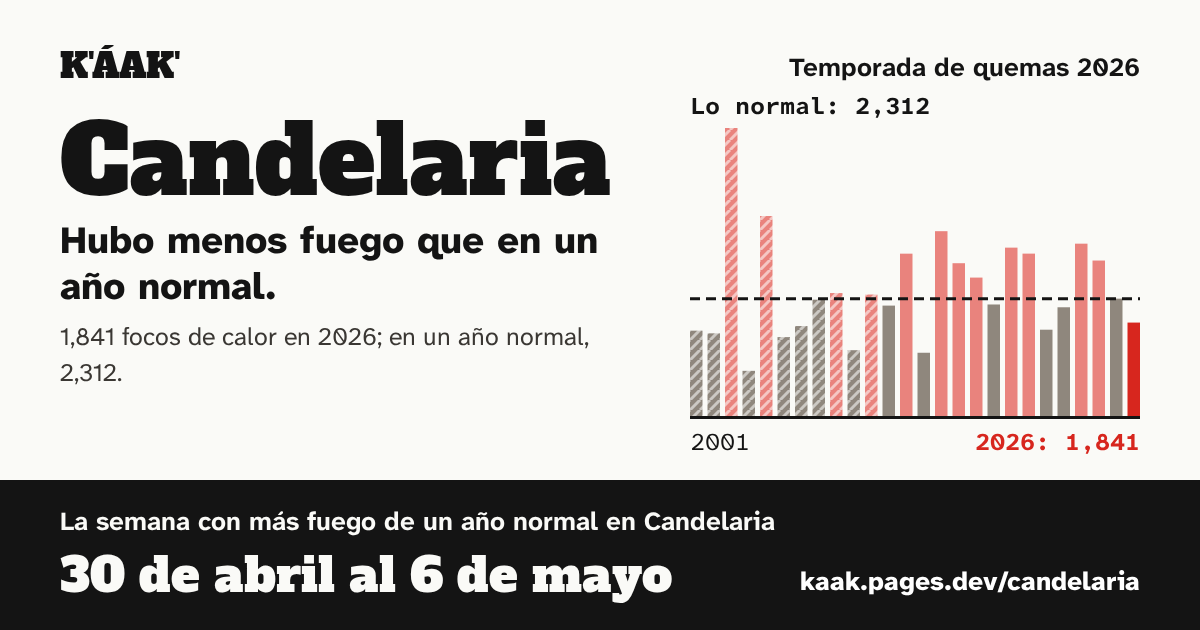 K'ÁAK'
Candelaria
Hubo menos fuego que en un
año normal.
1,841 focos de calor en 2026; en un año normal,
2,312.
Temporada de quemas 2026
Lo normal: 2,312
2001
2026: 1,841
La semana con más fuego de un año normal en Candelaria
30 de abril al 6 de mayo
kaak.pages.dev/candelaria